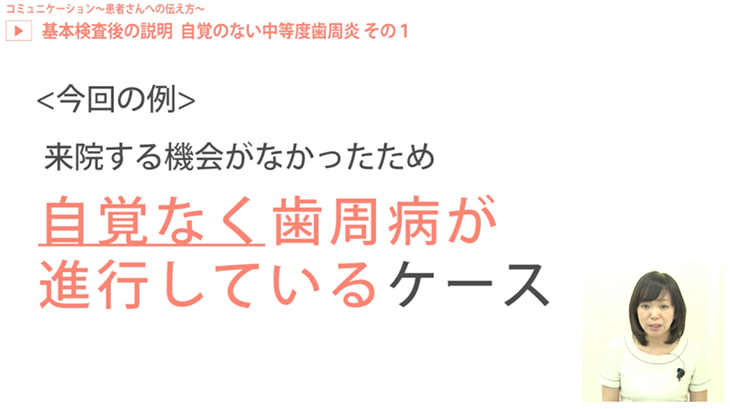 コミュニケーション〜患者さんへの伝え方〜
基本検査後の説明 自覚のない中等度歯周炎 その1
<今回の例>
来院する機会がなかったため
自覚なく歯周病が
進行しているケース